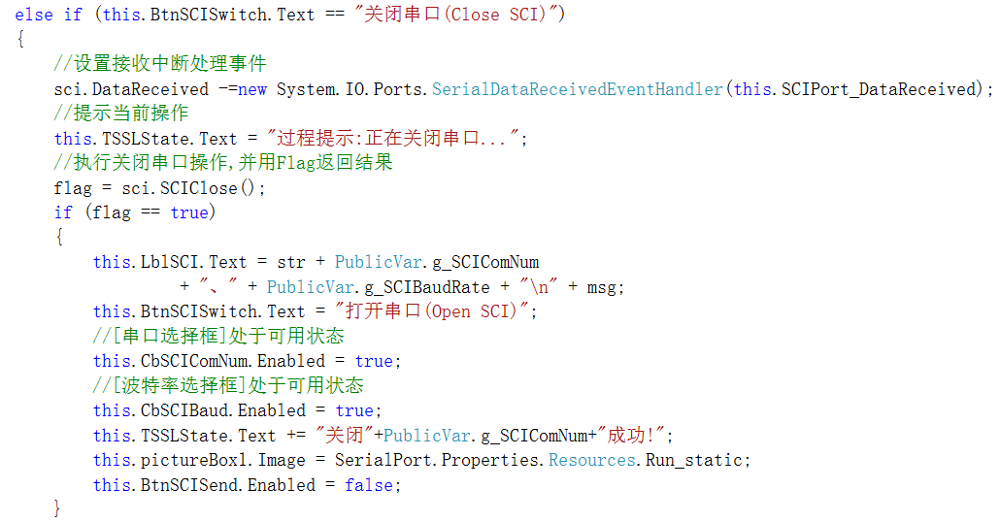 else if (this.BtnSCISwitch.Text == "关闭串口(Close SCI)")
{
//设置接收中断处理事件
sci.DataReceived -=new System.IO.Ports.SerialDataReceivedEventHandler(this.SCIPort_DataReceived);
//提示当前操作
this.TSSLState.Text = "过程提示:正在关闭串口...";
//执行关闭串口操作,并用Flag返回结果
flag = sci.SCIClose();
if (flag == true)
{
this.LblSCI.Text = str + PublicVar.g_SCIComNum
+ "、" + PublicVar.g_SCIBaudRate + "\n" + msg;
this.BtnSCISwitch.Text = "打开串口(Open SCI)";
//[串口选择框]处于可用状态
this.CbSCIComNum.Enabled = true;
//[波特率选择框]处于可用状态
this.CbSCIBaud.Enabled = true;
this.TSSLState.Text += "关闭"+PublicVar.g_SCIComNum+"成功!";
this.pictureBox1.Image = SerialPort.Properties.Resources.Run_static;
this.BtnSCISend.Enabled = false;
}